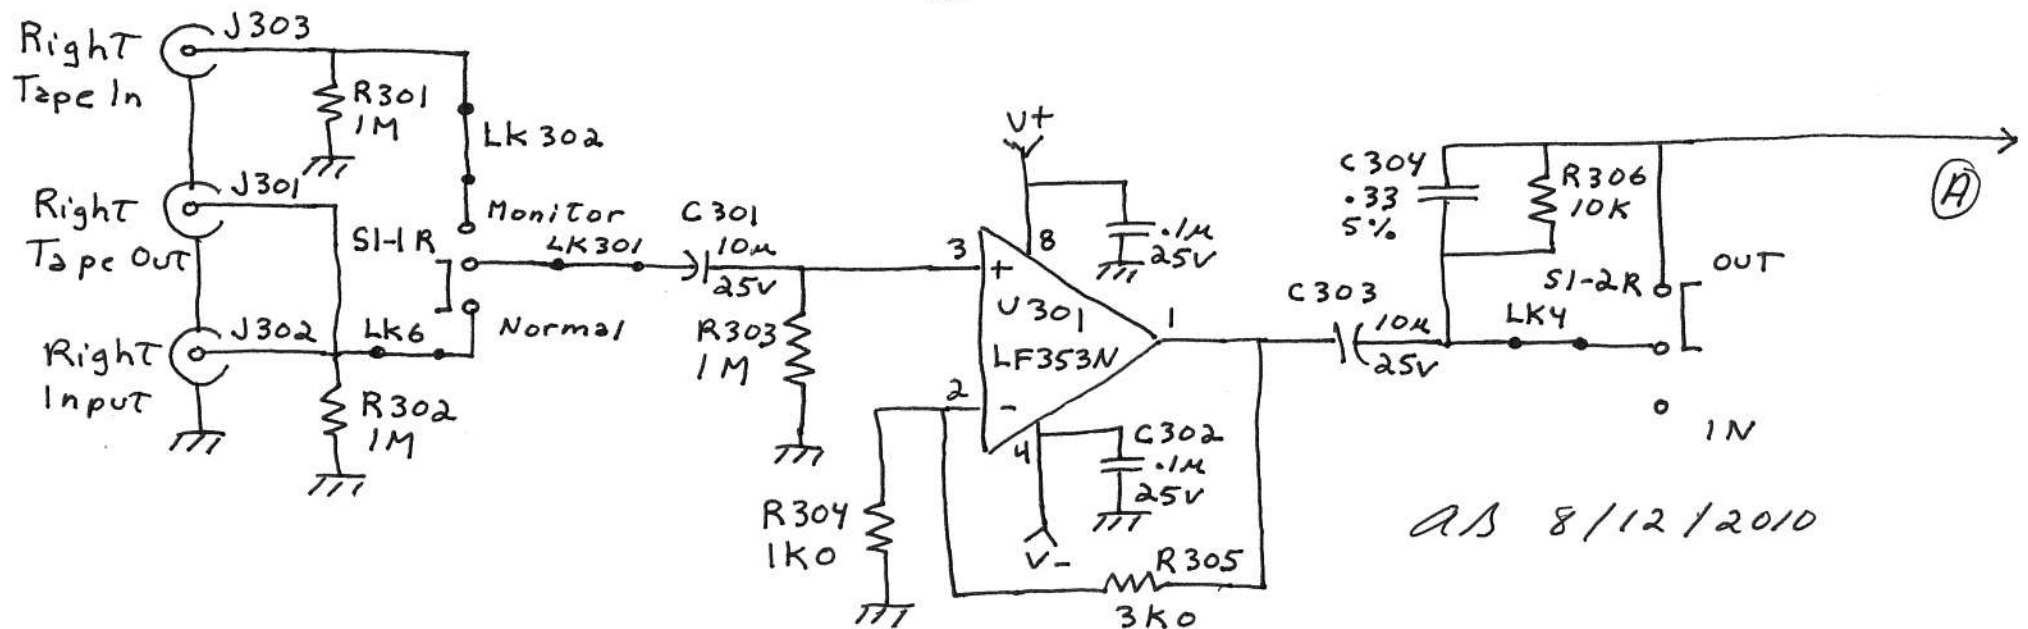 Right
Tape In
J303
R301
1M
LK302
Right
Tape Out
J301
S1-1R
Monitor
LK301
Normal
Right
Input
J302
LK6
R302
1M
C301
10µ
25V
R303
1M
V+
.1µ
25V
3
+
8
U301
LF353N
1
2
-
4
C302
.1µ
25V
V-
R304
1K0
R305
3K0
C303
10µ
25V
C304
.33
5%
R306
10K
LK4
S1-2R
OUT
IN
A
AB 8/12/2010